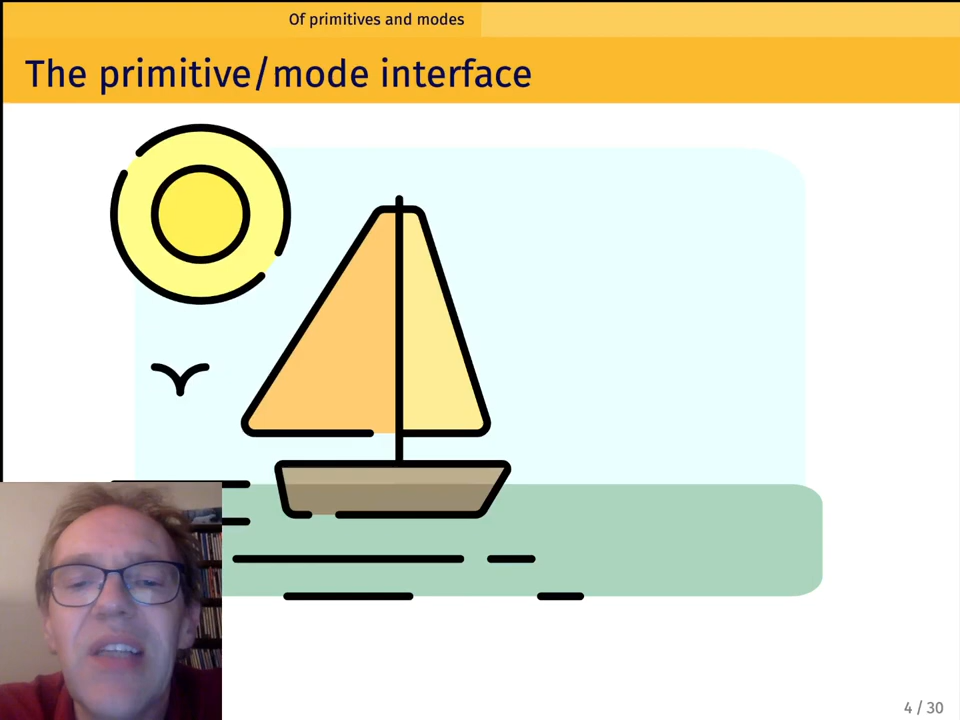 Of primitives and modes
The primitive/mode interface
4 / 30